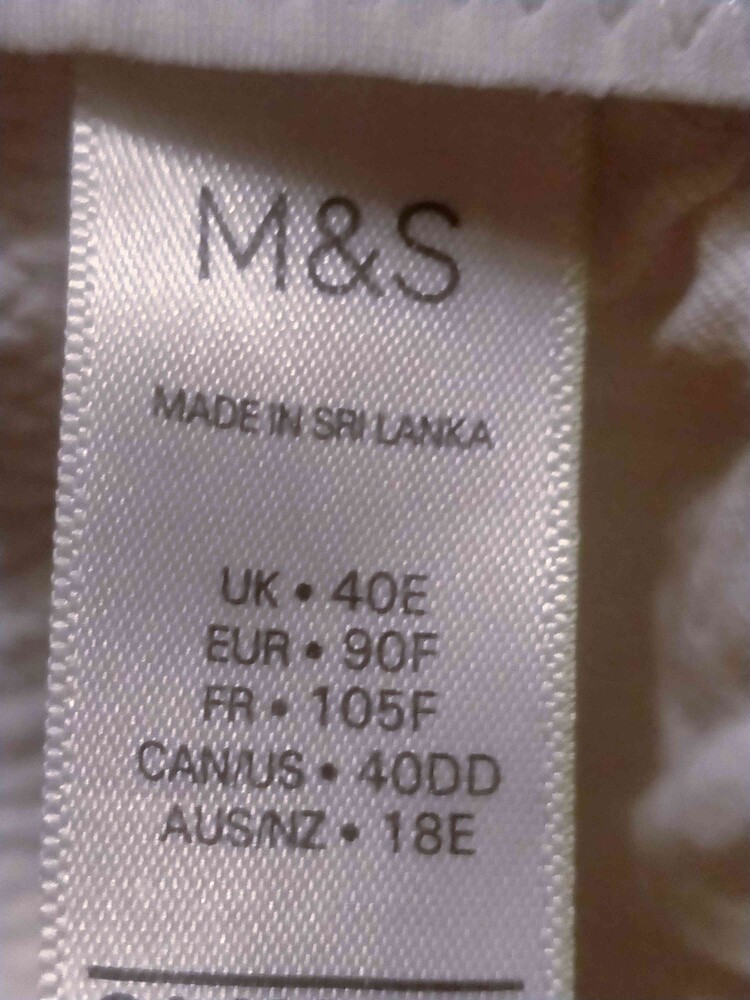 M&S
MADE IN SRI LANKA
UK • 40E
EUR • 90F
FR • 105F
CAN/US • 40DD
AUS/NZ • 18E